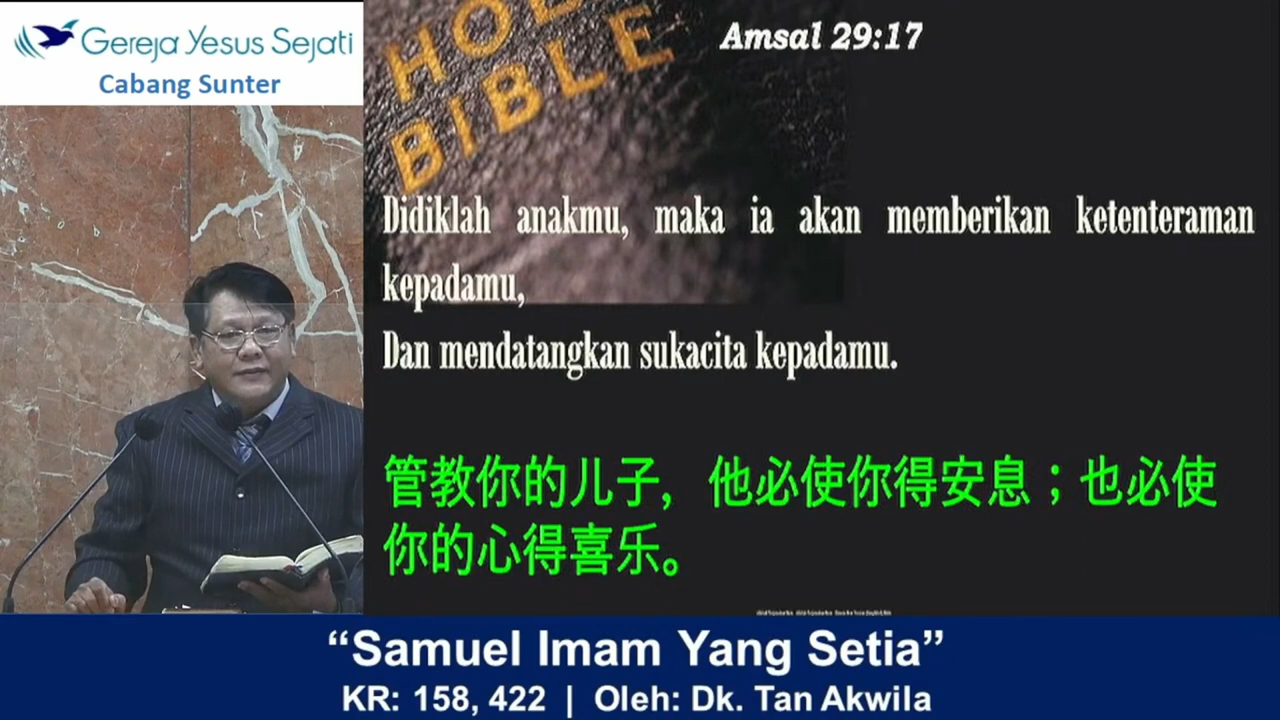 Gereja Yesus Sejati
Cabang Sunter
HOL
BIBLE
Amsal 29:17
Didiklah anakmu, maka ia akan memberikan ketenteraman
kepadamu,
Dan mendatangkan sukacita kepadamu.
管教你的儿子，他必使你得安息；也必使
你的心得喜乐。
“Samuel Imam Yang Setia”
KR: 158, 422 | Oleh: Dk. Tan Akwila